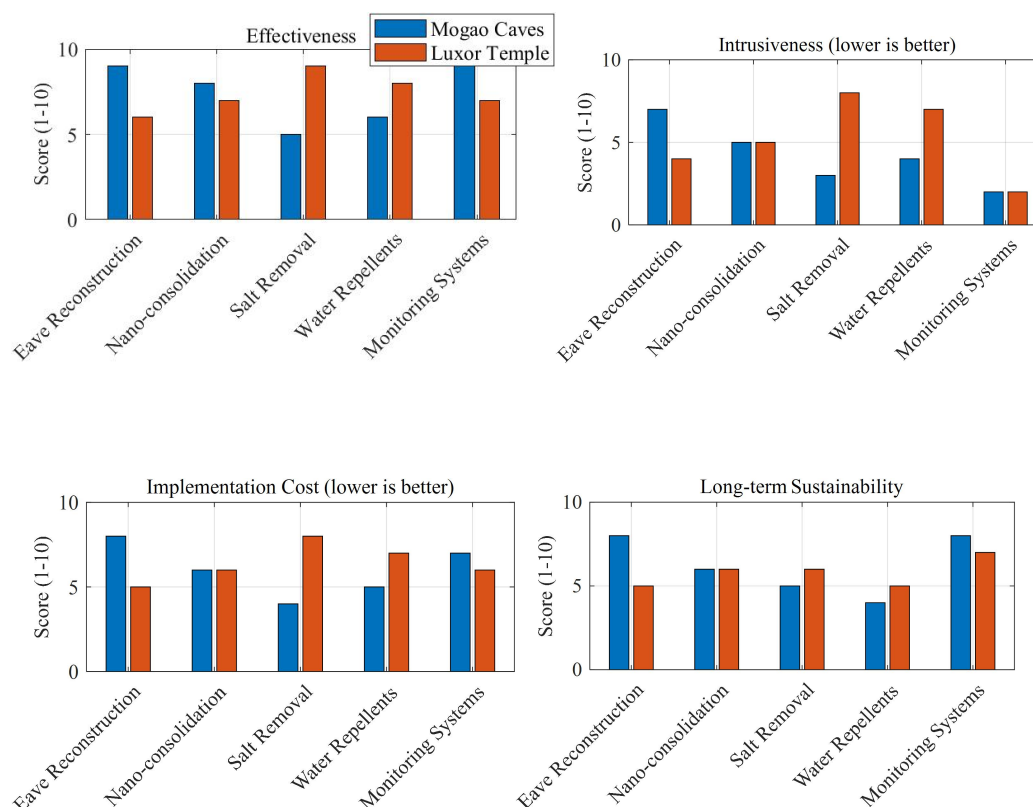 Effectiveness
Mogao Caves
Luxor Temple
10
5
0
Score (1-10)
Eave Reconstruction
Nano-consolidation
Salt Removal
Water Repellents
Monitoring Systems
Intrusiveness (lower is better)
10
5
0
Score (1-10)
Eave Reconstruction
Nano-consolidation
Salt Removal
Water Repellents
Monitoring Systems
Implementation Cost (lower is better)
10
5
0
Score (1-10)
Eave Reconstruction
Nano-consolidation
Salt Removal
Water Repellents
Monitoring Systems
Long-term Sustainability
10
5
0
Score (1-10)
Eave Reconstruction
Nano-consolidation
Salt Removal
Water Repellents
Monitoring Systems